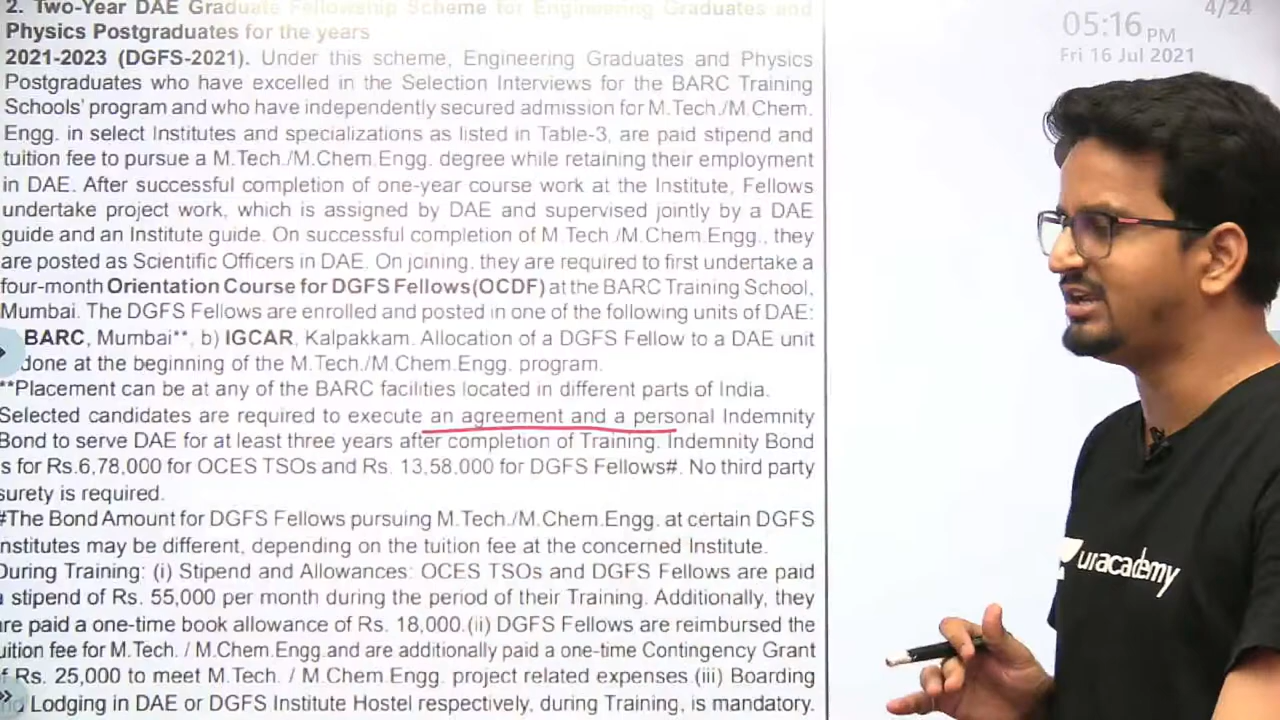 2. Two-Year DAE Graduate Fellowship Scheme for Engineering Graduates and
Physics Postgraduates for the years
2021-2023 (DGFS-2021). Under this scheme, Engineering Graduates and Physics
Postgraduates who have excelled in the Selection Interviews for the BARC Training
Schools' program and who have independently secured admission for M.Tech./M.Chem.
Engg. in select Institutes and specializations as listed in Table-3, are paid stipend and
tuition fee to pursue a M.Tech./M.Chem.Engg. degree while retaining their employment
in DAE. After successful completion of one-year course work at the Institute, Fellows
undertake project work, which is assigned by DAE and supervised jointly by a DAE
guide and an Institute guide. On successful completion of M.Tech./M.Chem.Engg., they
are posted as Scientific Officers in DAE. On joining, they are required to first undertake a
four-month Orientation Course for DGFS Fellows(OCDF) at the BARC Training School,
Mumbai. The DGFS Fellows are enrolled and posted in one of the following units of DAE:
BARC, Mumbai**, b) IGCAR, Kalpakkam. Allocation of a DGFS Fellow to a DAE unit
done at the beginning of the M.Tech./M.Chem.Engg. program.
**Placement can be at any of the BARC facilities located in different parts of India.
Selected candidates are required to execute an agreement and a personal Indemnity
Bond to serve DAE for at least three years after completion of Training. Indemnity Bond
s for Rs.6,78,000 for OCES TSOs and Rs. 13,58,000 for DGFS Fellows#. No third party
surety is required.
#The Bond Amount for DGFS Fellows pursuing M.Tech./M.Chem.Engg. at certain DGFS
nstitutes may be different, depending on the tuition fee at the concerned Institute.
During Training: (i) Stipend and Allowances: OCES TSOs and DGFS Fellows are paid
a stipend of Rs. 55,000 per month during the period of their Training. Additionally, they
are paid a one-time book allowance of Rs. 18,000.(ii) DGFS Fellows are reimbursed the
uition fee for M.Tech. / M.Chem.Engg.and are additionally paid a one-time Contingency Grant
f Rs. 25,000 to meet M.Tech. / M.Chem.Engg. project related expenses.(iii) Boarding
nd Lodging in DAE or DGFS Institute Hostel respectively, during Training, is mandatory.
4/24
05:16 PM
Fri 16 Jul 2021
uracademy